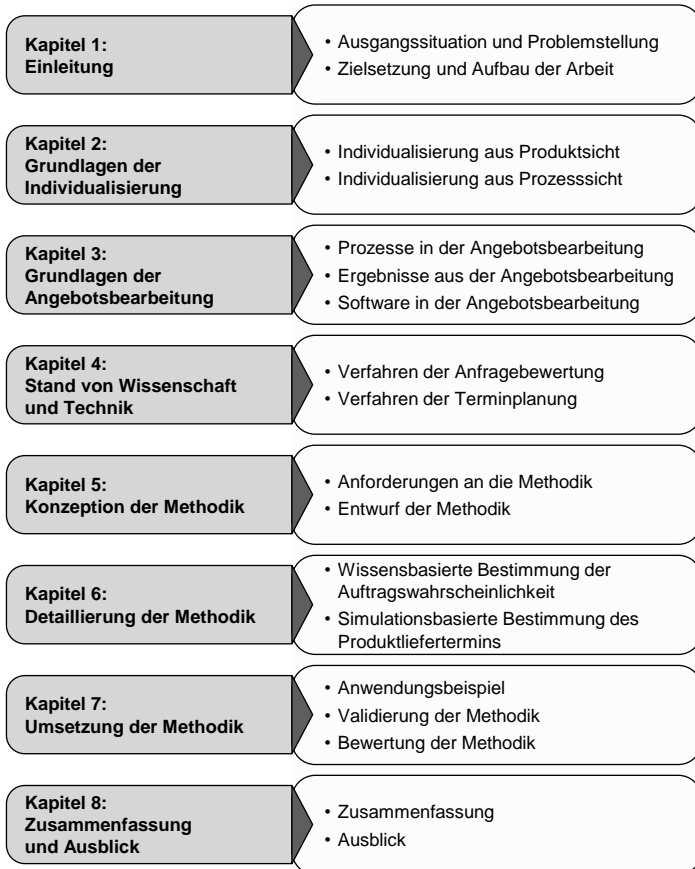 Kapitel 1:
Einleitung
• Ausgangssituation und Problemstellung
• Zielsetzung und Aufbau der Arbeit
Kapitel 2:
Grundlagen der
Individualisierung
• Individualisierung aus Produktsicht
• Individualisierung aus Prozesssicht
Kapitel 3:
Grundlagen der
Angebotsbearbeitung
• Prozesse in der Angebotsbearbeitung
• Ergebnisse aus der Angebotsbearbeitung
• Software in der Angebotsbearbeitung
Kapitel 4:
Stand von Wissenschaft
und Technik
• Verfahren der Anfragebewertung
• Verfahren der Terminplanung
Kapitel 5:
Konzeption der Methodik
• Anforderungen an die Methodik
• Entwurf der Methodik
Kapitel 6:
Detaillierung der Methodik
• Wissensbasierte Bestimmung der
Auftragswahrscheinlichkeit
• Simulationsbasierte Bestimmung des
Produktliefertermins
Kapitel 7:
Umsetzung der Methodik
• Anwendungsbeispiel
• Validierung der Methodik
• Bewertung der Methodik
Kapitel 8:
Zusammenfassung
und Ausblick
• Zusammenfassung
• Ausblick